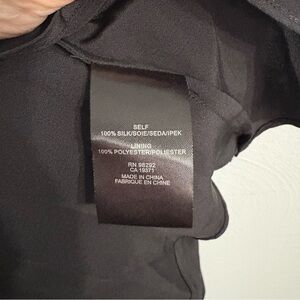 SELF
100% SILK/SOIE/SEDA/IPEK
LINING
100% POLYESTER/POLIESTER
RN 98292
CA 19371
MADE IN CHINA
FABRIQUE EN CHINE